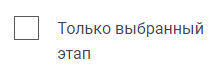 Только выбранный
этап